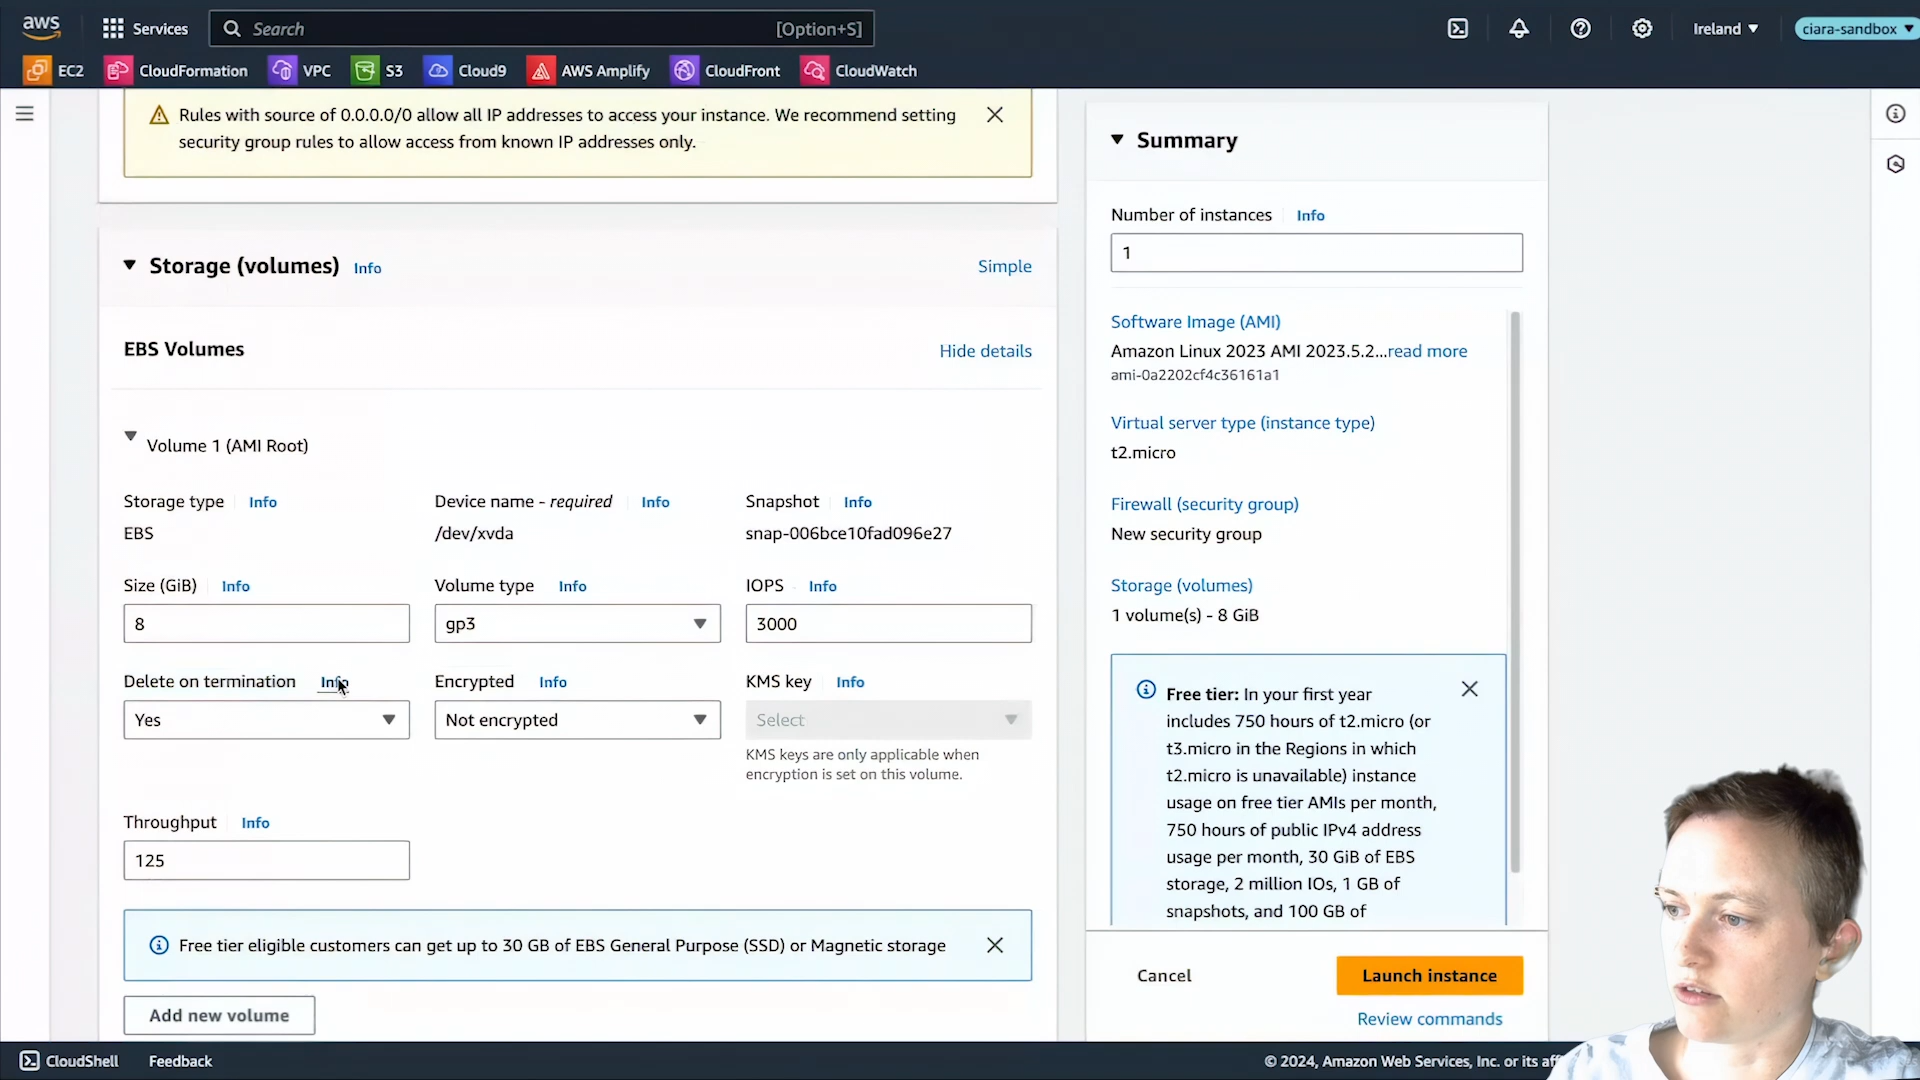 aws
Services
Search
[Option+S]
Ireland
ciara-sandbox
EC2
CloudFormation
VPC
S3
Cloud9
AWS Amplify
CloudFront
CloudWatch
Rules with source of 0.0.0.0/0 allow all IP addresses to access your instance. We recommend setting
security group rules to allow access from known IP addresses only.
Storage (volumes) Info
Simple
EBS Volumes
Hide details
Volume 1 (AMI Root)
Storage type Info
Device name - required Info
Snapshot Info
EBS
/dev/xvda
snap-006bce10fad096e27
Size (GiB) Info
Volume type Info
IOPS Info
8
gp3
3000
Delete on termination Info
Encrypted Info
KMS key Info
Yes
Not encrypted
Select
KMS keys are only applicable when
encryption is set on this volume.
Throughput Info
125
Free tier eligible customers can get up to 30 GB of EBS General Purpose (SSD) or Magnetic storage
Add new volume
Summary
Number of instances Info
1
Software Image (AMI)
Amazon Linux 2023 AMI 2023.5.2...read more
ami-0a2202cf4c36161a1
Virtual server type (instance type)
t2.micro
Firewall (security group)
New security group
Storage (volumes)
1 volume(s) - 8 GiB
Free tier: In your first year
includes 750 hours of t2.micro (or
t3.micro in the Regions in which
t2.micro is unavailable) instance
usage on free tier AMIs per month,
750 hours of public IPv4 address
usage per month, 30 GiB of EBS
storage, 2 million IOs, 1 GB of
snapshots, and 100 GB of
Cancel
Launch instance
Review commands
CloudShell
Feedback
© 2024, Amazon Web Services, Inc. or its